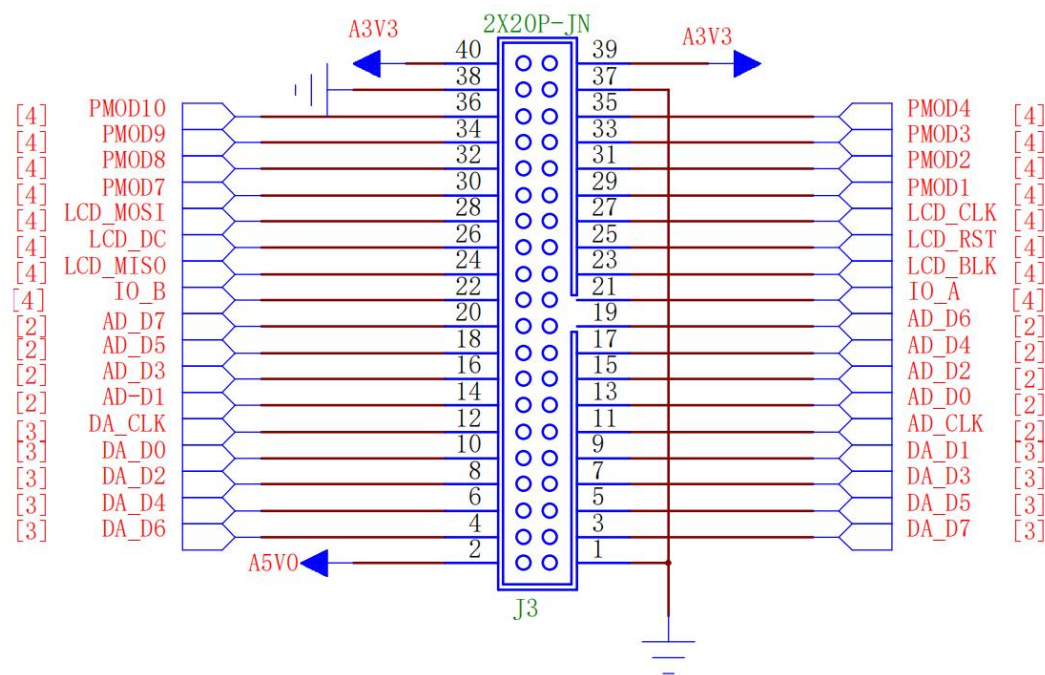 2X20P-JN
A3V3 40 39 A3V3
38 37
[4] PMOD10 36 35 PMOD4 [4]
[4] PMOD9 34 33 PMOD3 [4]
[4] PMOD8 32 31 PMOD2 [4]
[4] PMOD7 30 29 PMOD1 [4]
[4] LCD_MOSI 28 27 LCD_CLK [4]
[4] LCD_DC 26 25 LCD_RST [4]
[4] LCD_MISO 24 23 LCD_BLK [4]
[4] IO_B 22 21 IO_A [4]
[2] AD_D7 20 19 AD_D6 [2]
[2] AD_D5 18 17 AD_D4 [2]
[2] AD_D3 16 15 AD_D2 [2]
[2] AD-D1 14 13 AD_D0 [2]
[3] DA_CLK 12 11 AD_CLK [2]
[3] DA_D0 10 9 DA_D1 [3]
[3] DA_D2 8 7 DA_D3 [3]
[3] DA_D4 6 5 DA_D5 [3]
[3] DA_D6 4 3 DA_D7 [3]
A5V0 2 1
J3